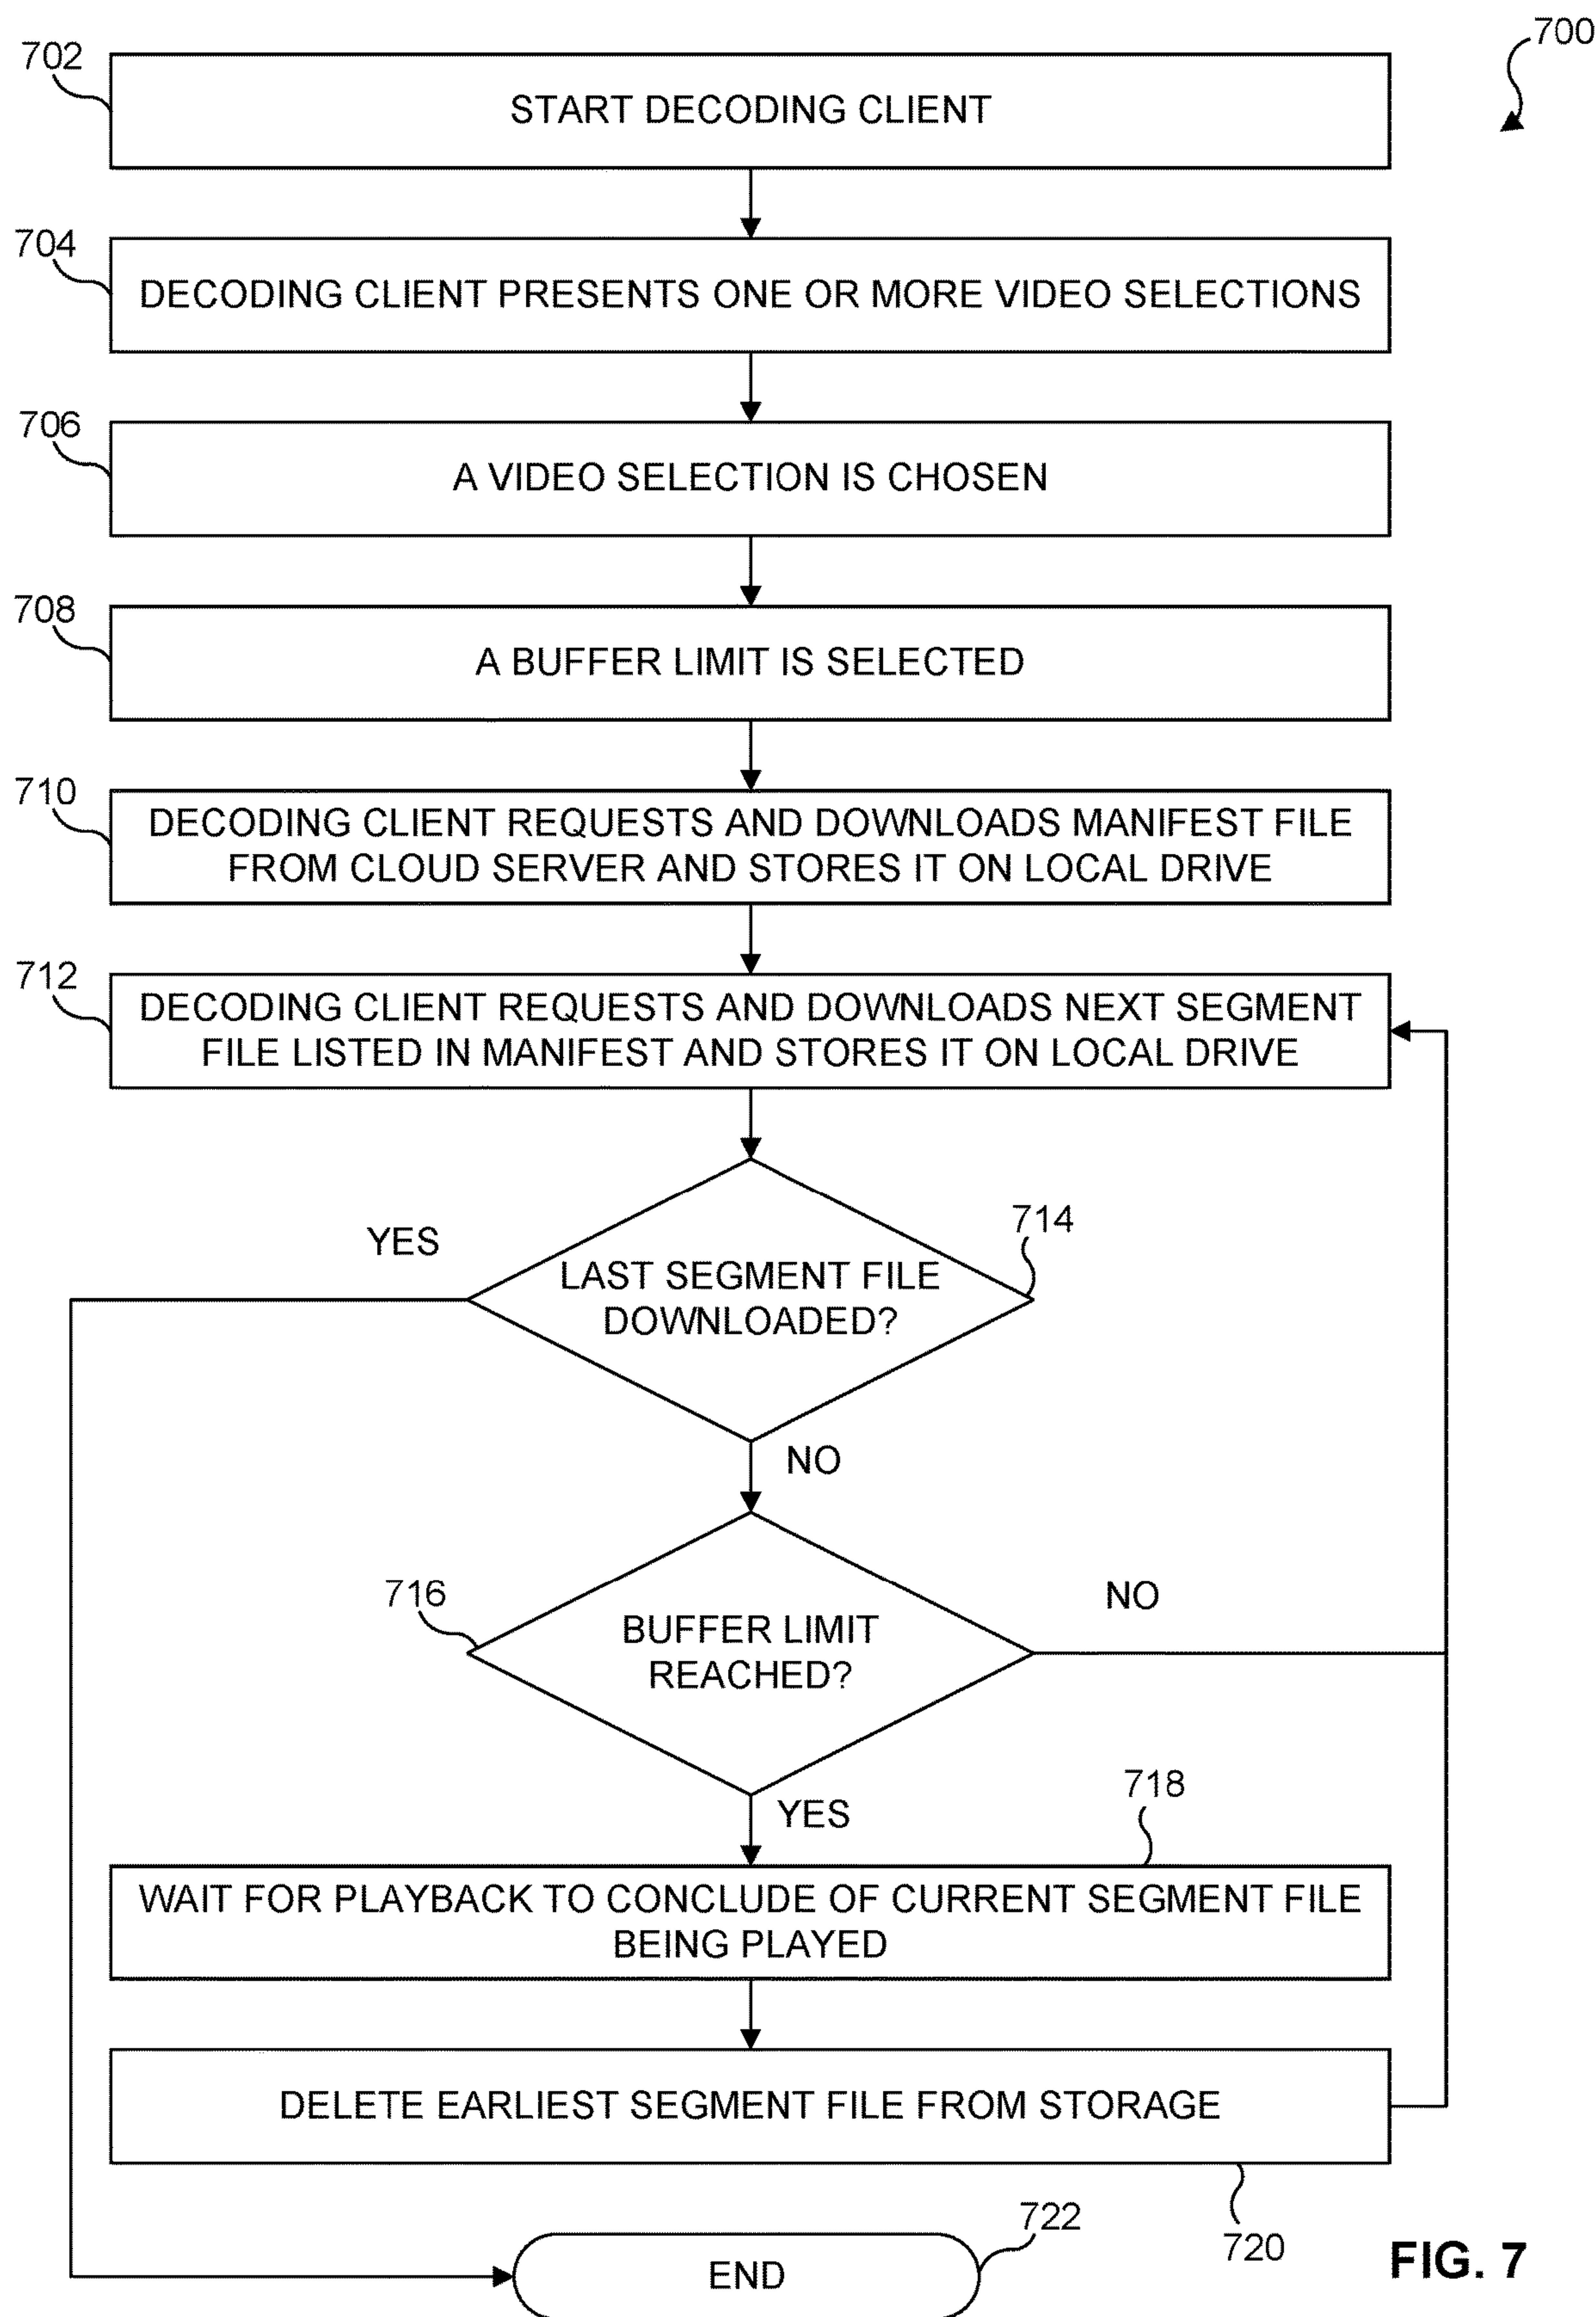 700
702
START DECODING CLIENT
704
DECODING CLIENT PRESENTS ONE OR MORE VIDEO SELECTIONS
706
A VIDEO SELECTION IS CHOSEN
708
A BUFFER LIMIT IS SELECTED
710
DECODING CLIENT REQUESTS AND DOWNLOADS MANIFEST FILE
FROM CLOUD SERVER AND STORES IT ON LOCAL DRIVE
712
DECODING CLIENT REQUESTS AND DOWNLOADS NEXT SEGMENT
FILE LISTED IN MANIFEST AND STORES IT ON LOCAL DRIVE
714
YES
LAST SEGMENT FILE
DOWNLOADED?
NO
716
NO
BUFFER LIMIT
REACHED?
718
YES
WAIT FOR PLAYBACK TO CONCLUDE OF CURRENT SEGMENT FILE
BEING PLAYED
DELETE EARLIEST SEGMENT FILE FROM STORAGE
720
722
END
FIG. 7